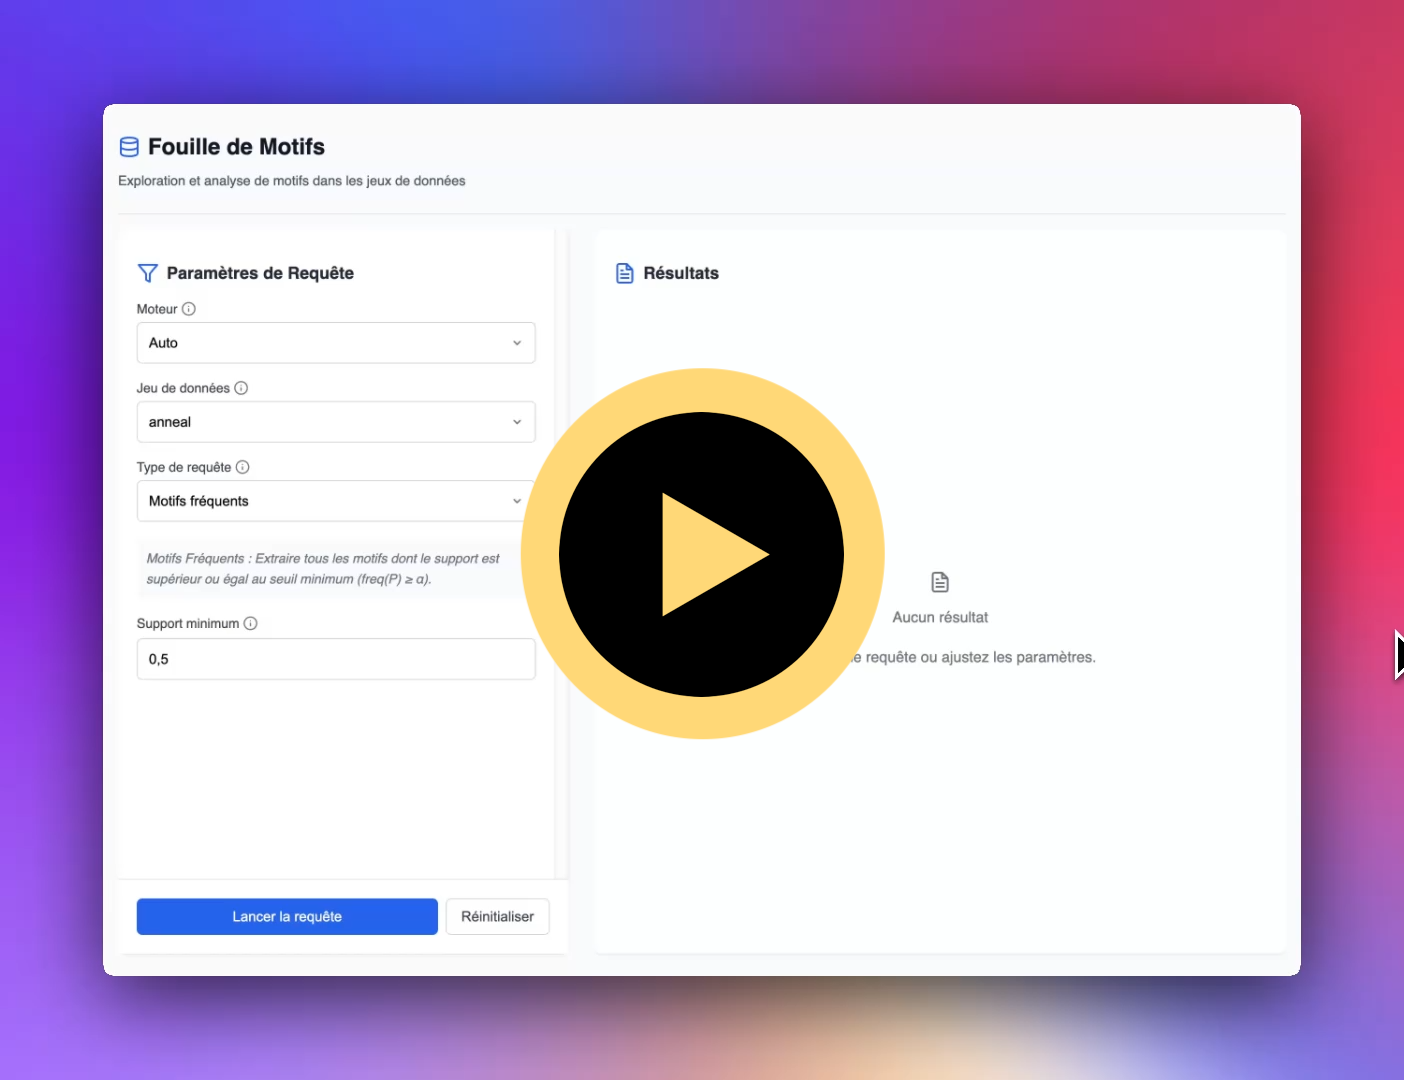 Fouille de Motifs
Exploration et analyse de motifs dans les jeux de données
Paramètres de Requête
Moteur
Auto
Jeu de données
anneal
Type de requête
Motifs fréquents
Motifs Fréquents : Extraire tous les motifs dont le support est
supérieur ou égal au seuil minimum (freq(P) ≥ α).
Support minimum
0,5
Lancer la requête
Réinitialiser
Résultats
Aucun résultat
requête ou ajustez les paramètres.